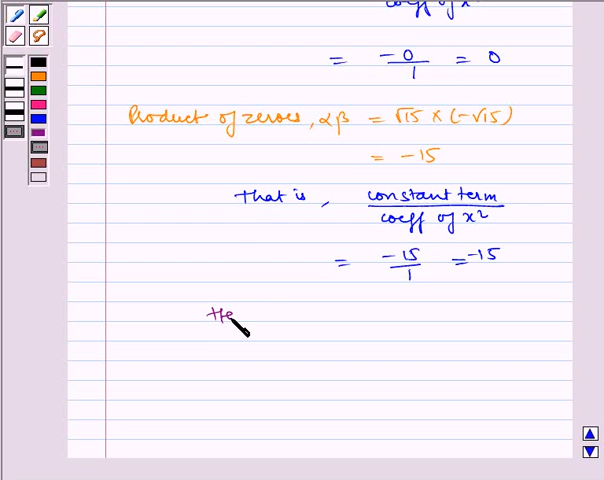 coeff of x
= -0/1 = 0
Product of zeroes, αβ = √15 × (-√15)
= -15
That is, constant term / coeff of x²
= -15/1 = -15
He